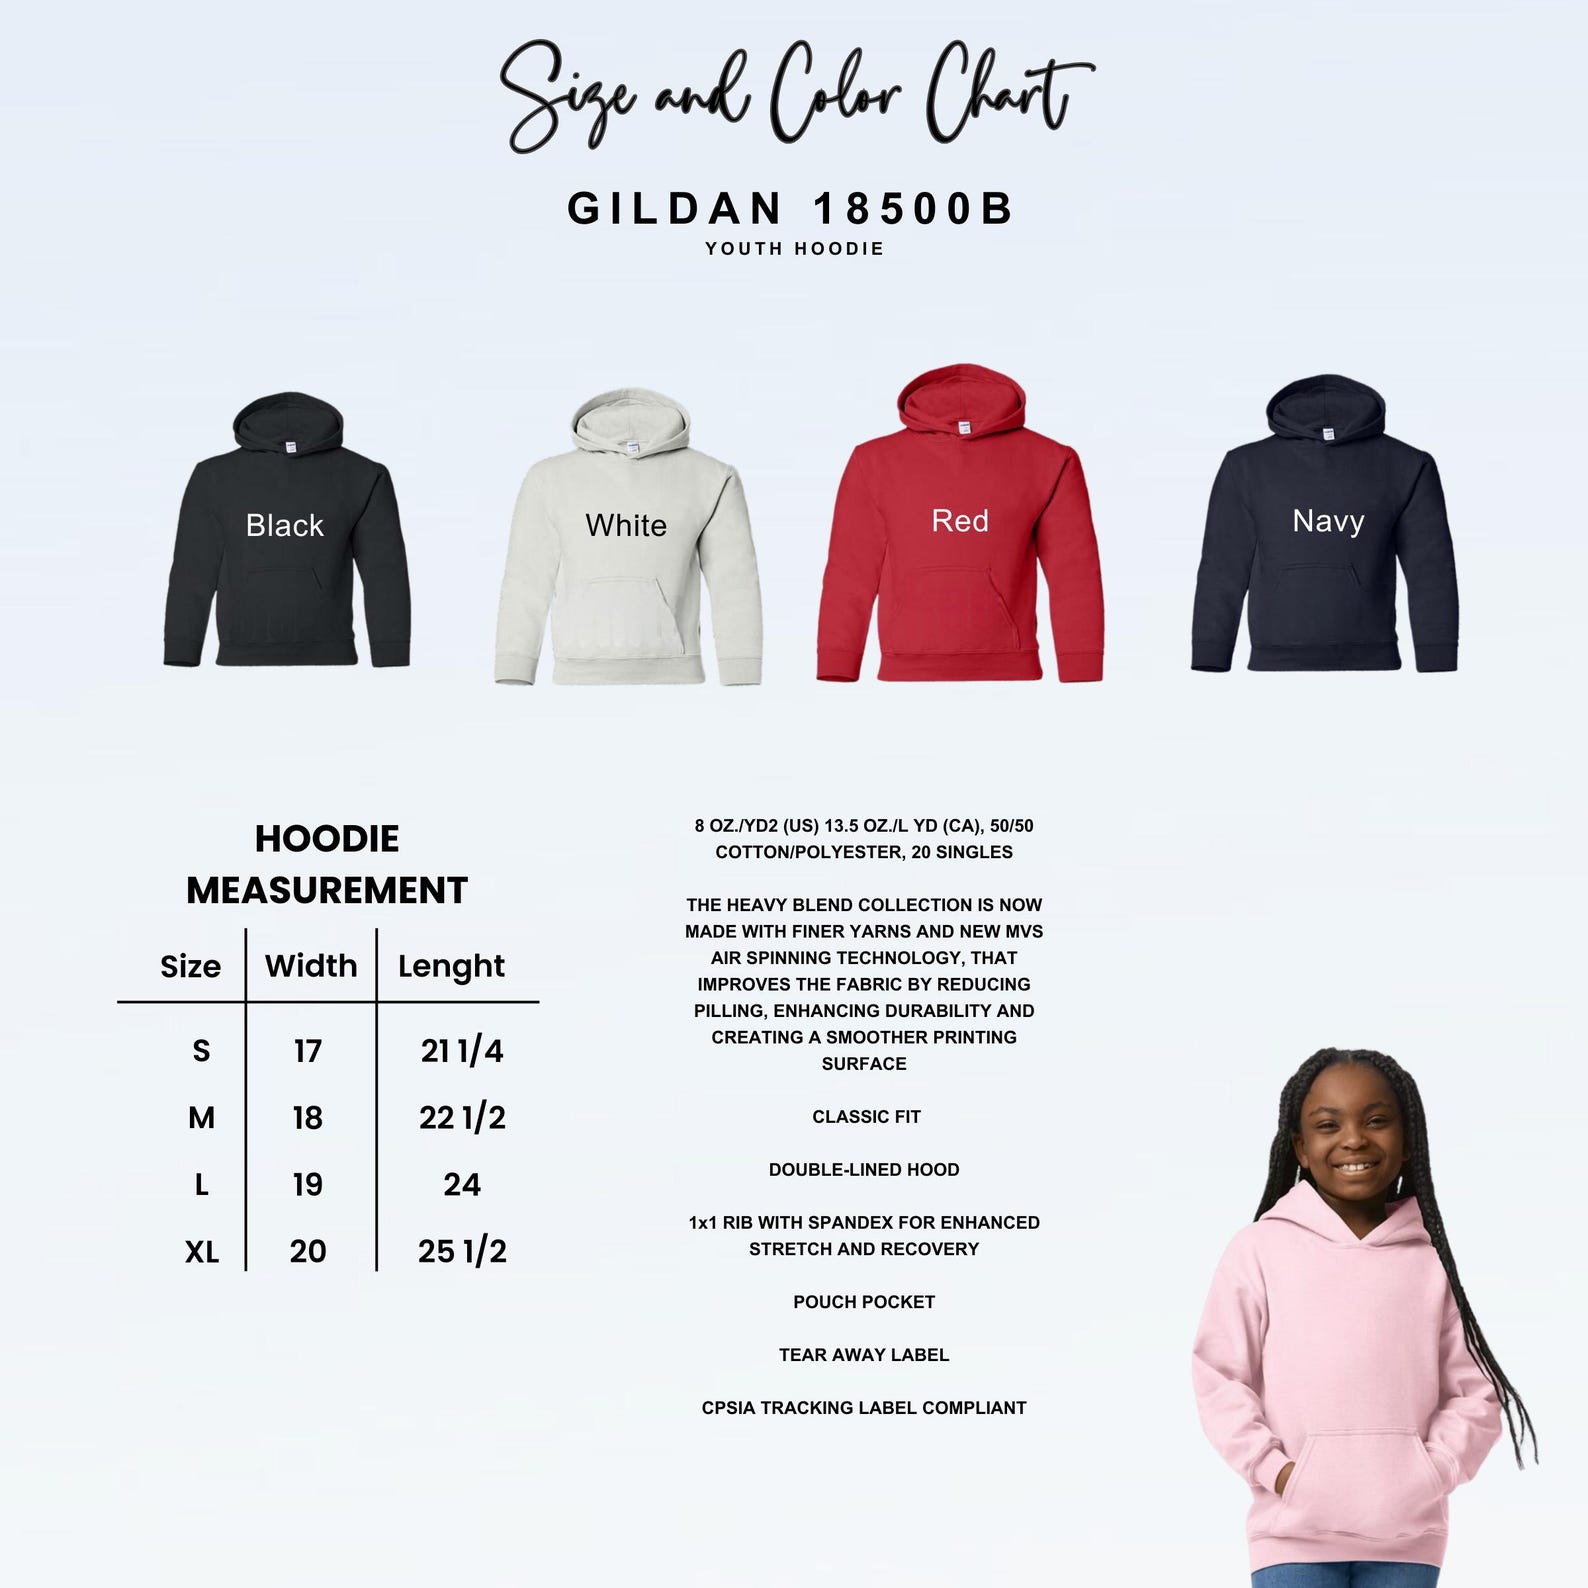 Size and Color Chart
GILDAN 18500B
YOUTH HOODIE
Black
White
Red
Navy
HOODIE
MEASUREMENT
Size Width Lenght
S 17 21 1/4
M 18 22 1/2
L 19 24
XL 20 25 1/2
8 OZ./YD2 (US) 13.5 OZ./L YD (CA), 50/50
COTTON/POLYESTER, 20 SINGLES
THE HEAVY BLEND COLLECTION IS NOW
MADE WITH FINER YARNS AND NEW MVS
AIR SPINNING TECHNOLOGY, THAT
IMPROVES THE FABRIC BY REDUCING
PILLING, ENHANCING DURABILITY AND
CREATING A SMOOTHER PRINTING
SURFACE
CLASSIC FIT
DOUBLE-LINED HOOD
1x1 RIB WITH SPANDEX FOR ENHANCED
STRETCH AND RECOVERY
POUCH POCKET
TEAR AWAY LABEL
CPSIA TRACKING LABEL COMPLIANT